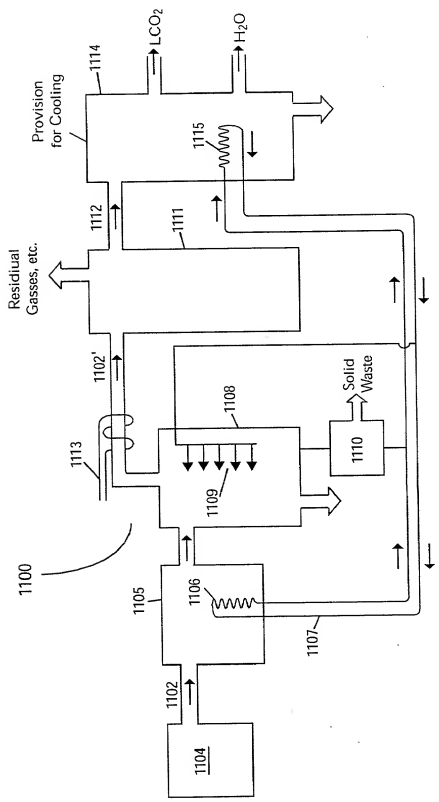 1100
1104
1102
1105
1106
1107
1113
1102'
1109
1108
1110
Solid
Waste
Residiual
Gasses, etc.
1111
1112
Provision
for Cooling
1114
1115
LCO2
H2O